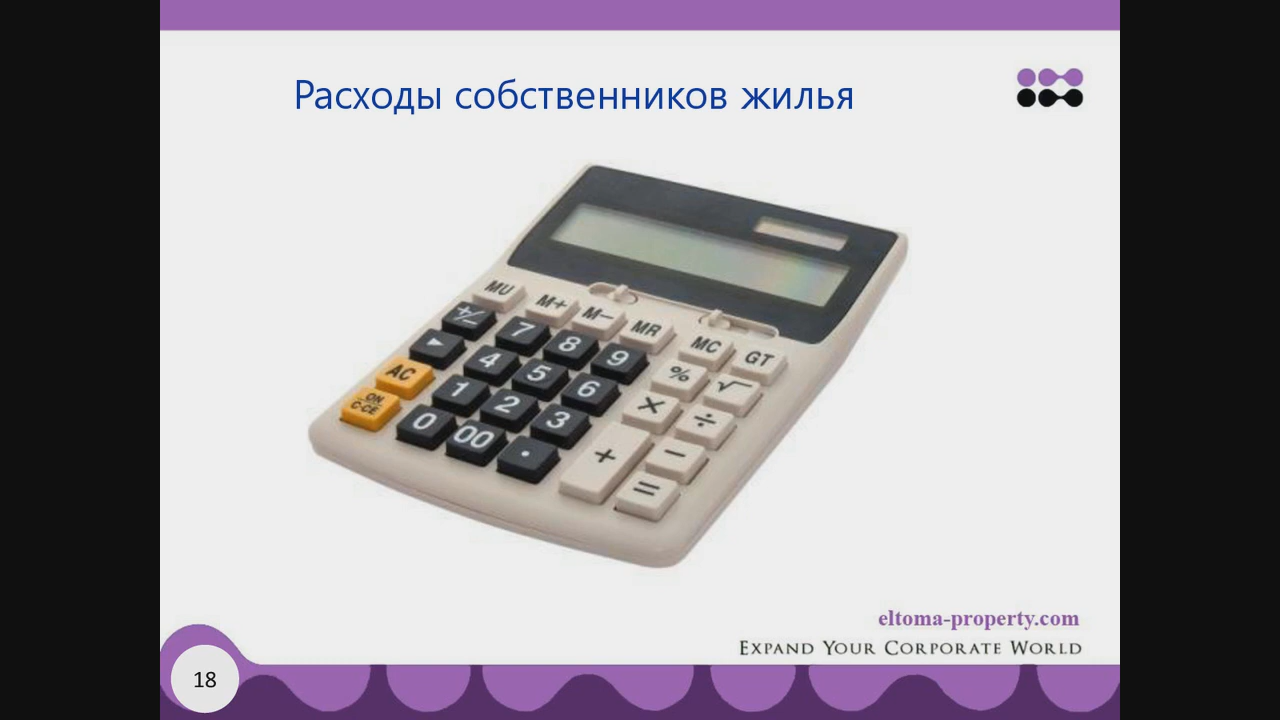 Расходы собственников жилья
MU
M+ M− MR MC GT
+/− 7 8 9 % √
▶ 4 5 6 × ÷
AC 1 2 3 + −
ON
C·CE
0 00 · =
eltoma-property.com
EXPAND YOUR CORPORATE WORLD
18